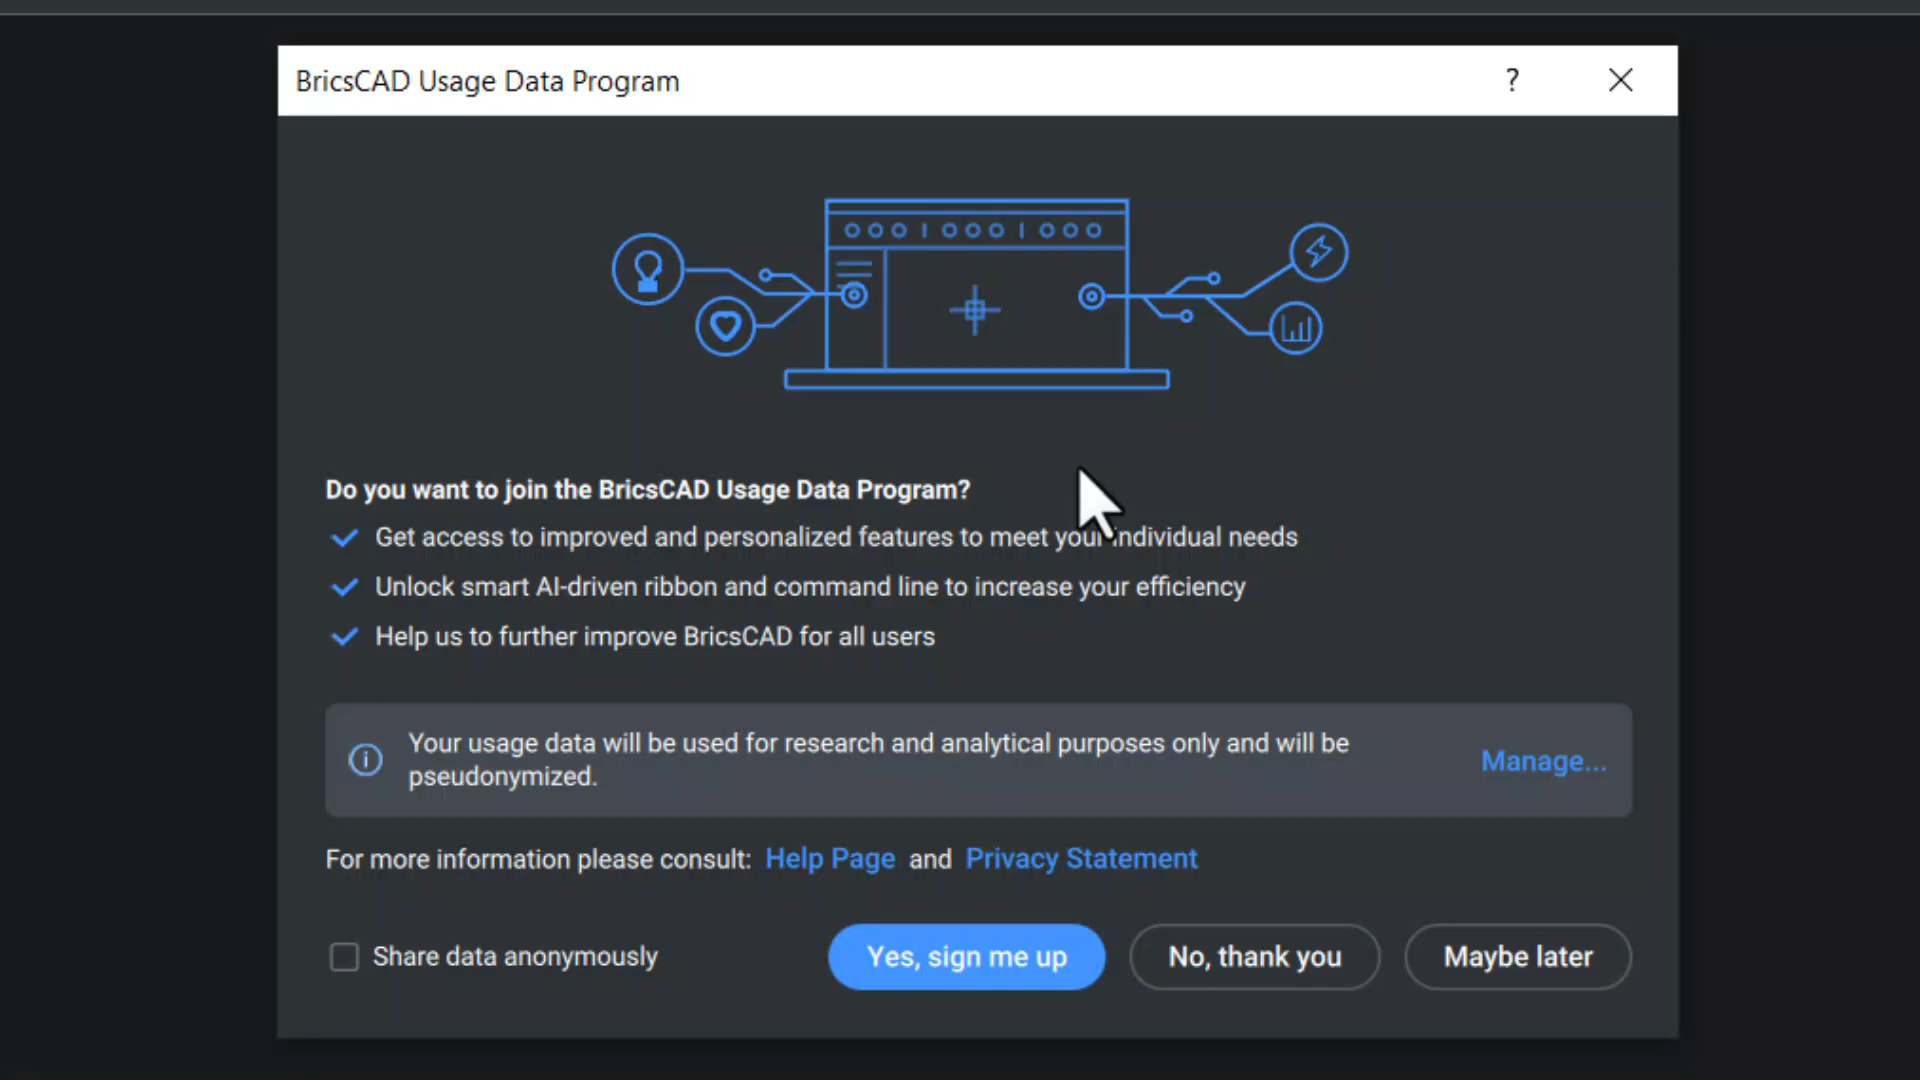 BricsCAD Usage Data Program
?
Do you want to join the BricsCAD Usage Data Program?
Get access to improved and personalized features to meet your individual needs
Unlock smart AI-driven ribbon and command line to increase your efficiency
Help us to further improve BricsCAD for all users
Your usage data will be used for research and analytical purposes only and will be
pseudonymized.
Manage...
For more information please consult: Help Page and Privacy Statement
Share data anonymously
Yes, sign me up
No, thank you
Maybe later